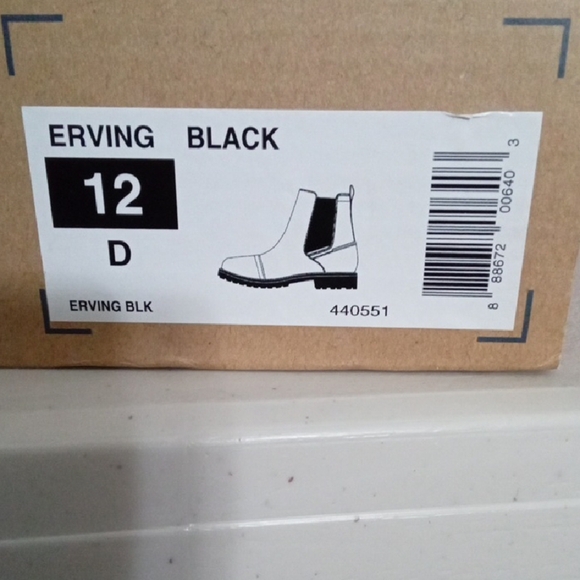 ERVING BLACK
12
D
ERVING BLK
440551
8 88672 00640 3